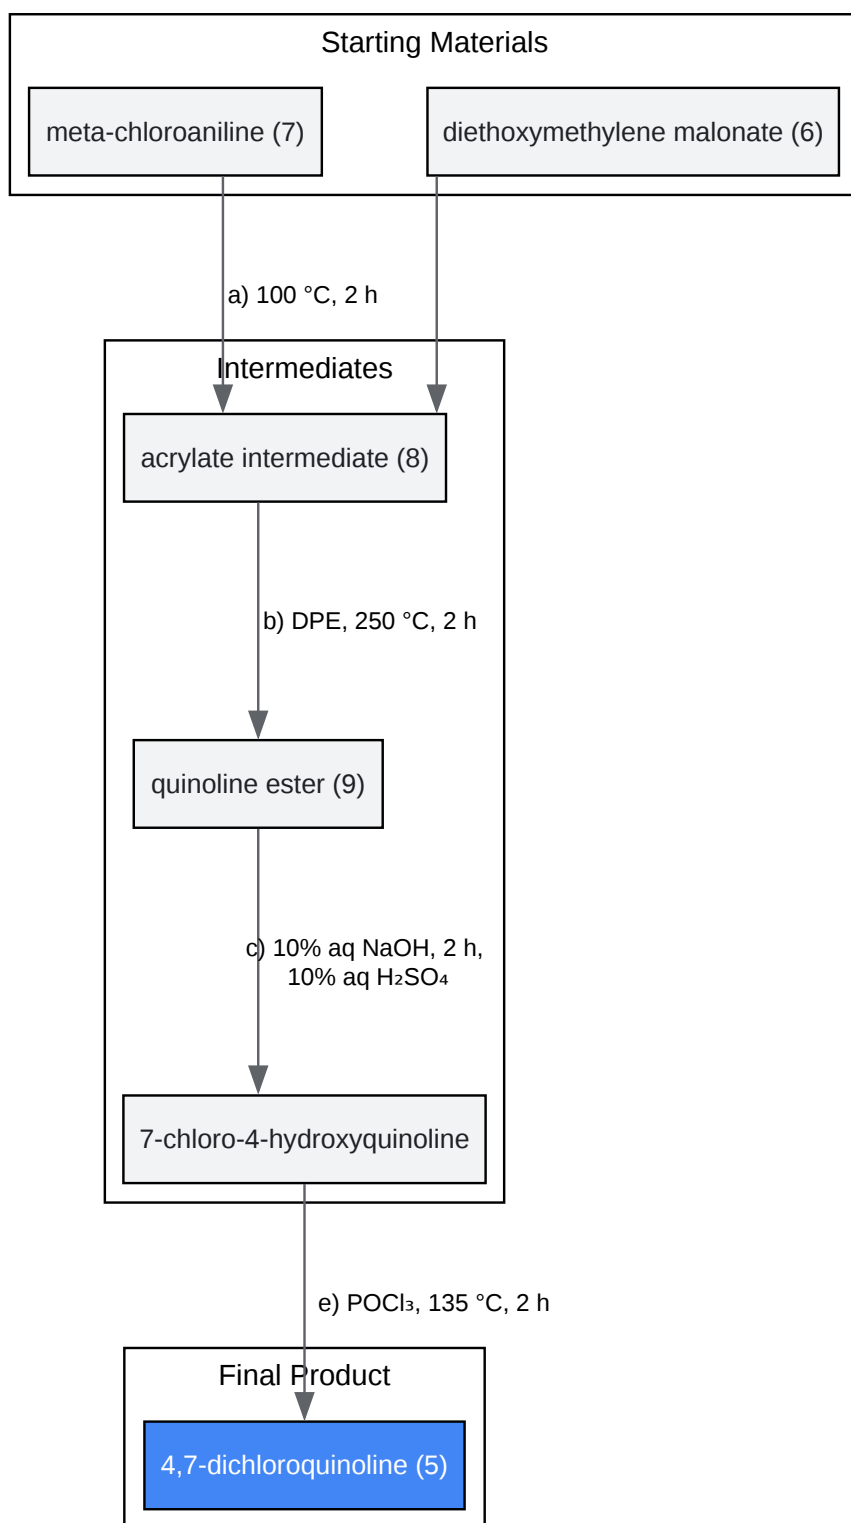 Starting Materials
meta-chloroaniline (7)
diethoxymethylene malonate (6)
a) 100 °C, 2 h
Intermediates
acrylate intermediate (8)
b) DPE, 250 °C, 2 h
quinoline ester (9)
c) 10% aq NaOH, 2 h,
10% aq H₂SO₄
7-chloro-4-hydroxyquinoline
e) POCl₃, 135 °C, 2 h
Final Product
4,7-dichloroquinoline (5)